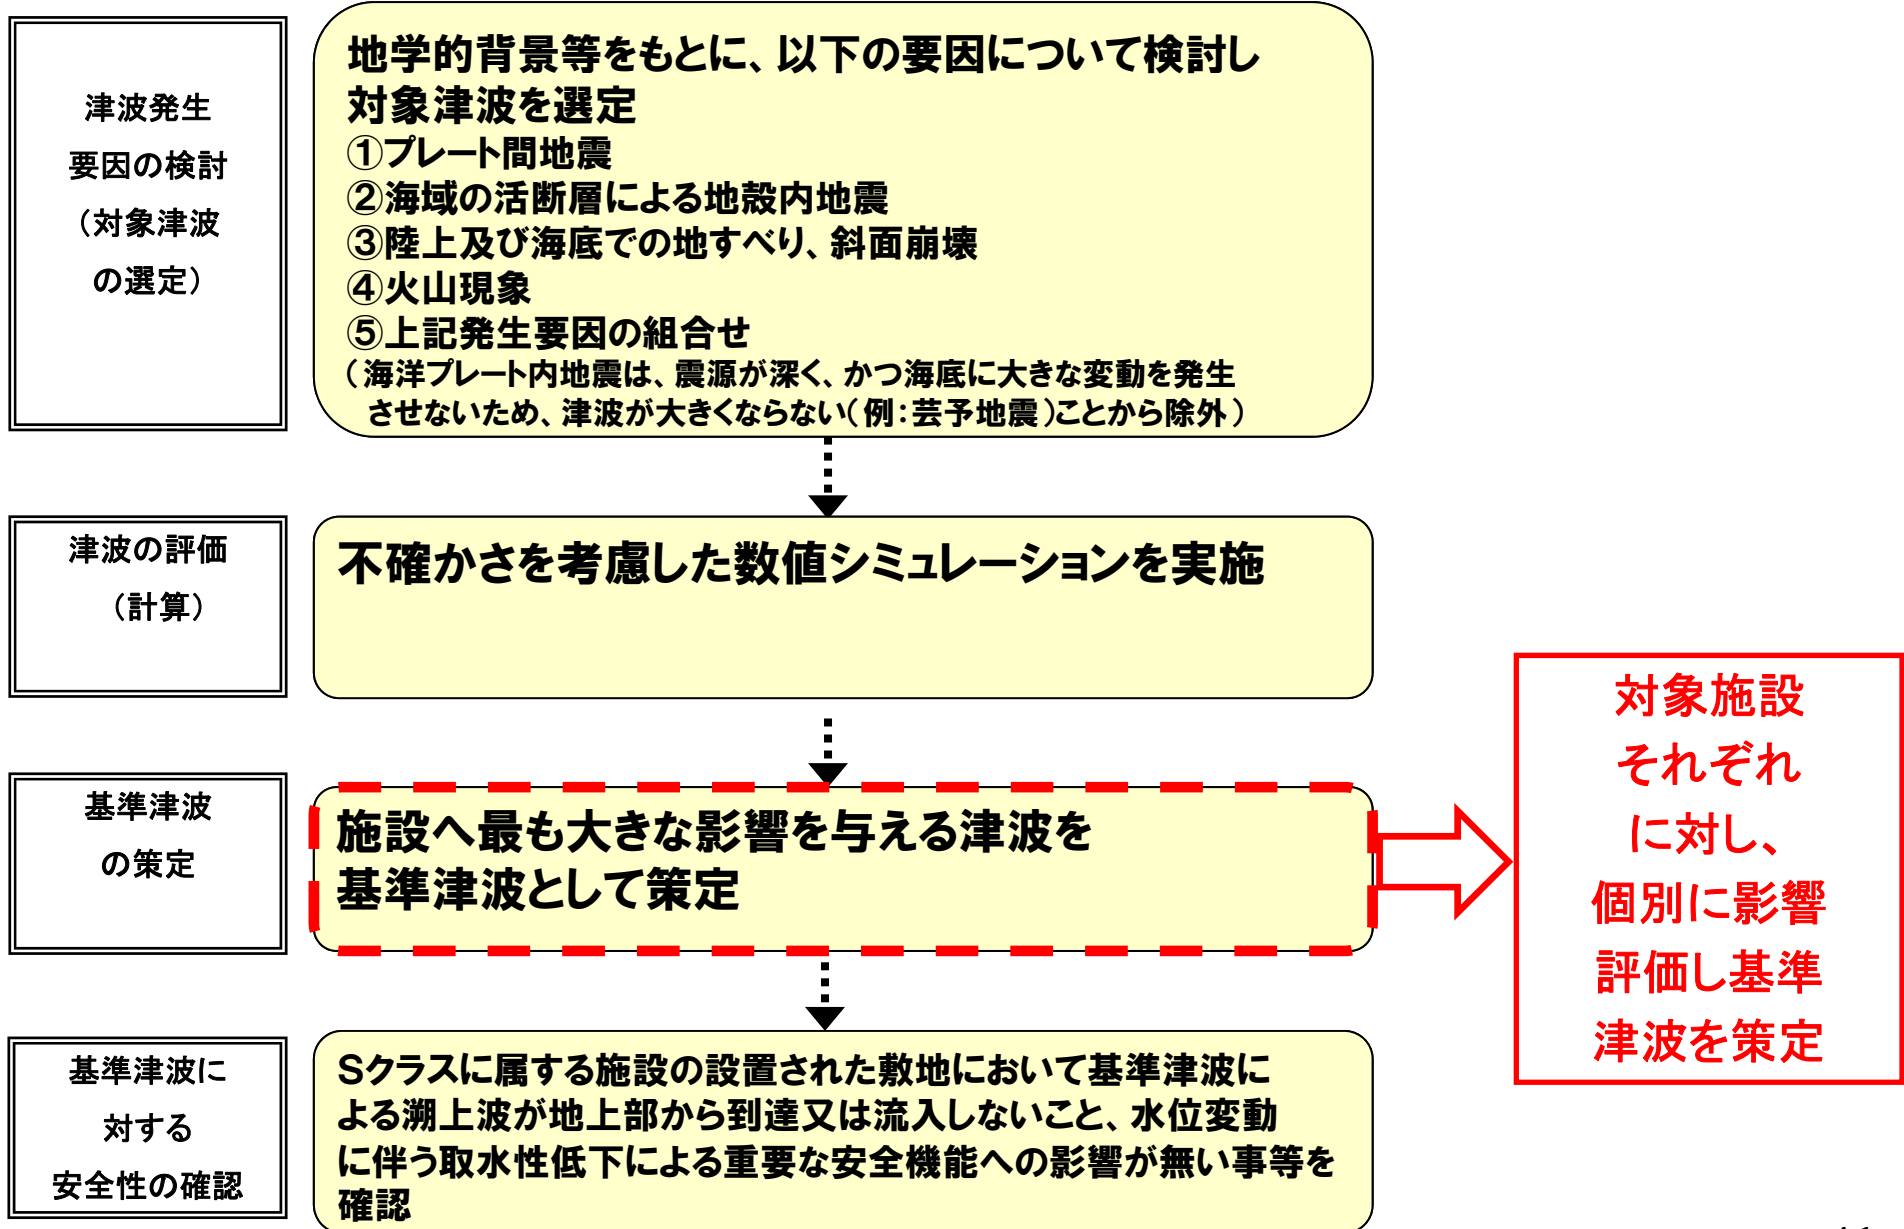 津波発生
要因の検討
（対象津波
の選定）
地学的背景等をもとに、以下の要因について検討し
対象津波を選定
①プレート間地震
②海域の活断層による地殻内地震
③陸上及び海底での地すべり、斜面崩壊
④火山現象
⑤上記発生要因の組合せ
（海洋プレート内地震は、震源が深く、かつ海底に大きな変動を発生
させないため、津波が大きくならない（例：芸予地震）ことから除外）
津波の評価
（計算）
不確かさを考慮した数値シミュレーションを実施
基準津波
の策定
施設へ最も大きな影響を与える津波を
基準津波として策定
対象施設
それぞれ
に対し、
個別に影響
評価し基準
津波を策定
基準津波に
対する
安全性の確認
Sクラスに属する施設の設置された敷地において基準津波に
よる溯上波が地上部から到達又は流入しないこと、水位変動
に伴う取水性低下による重要な安全機能への影響が無い事等を
確認